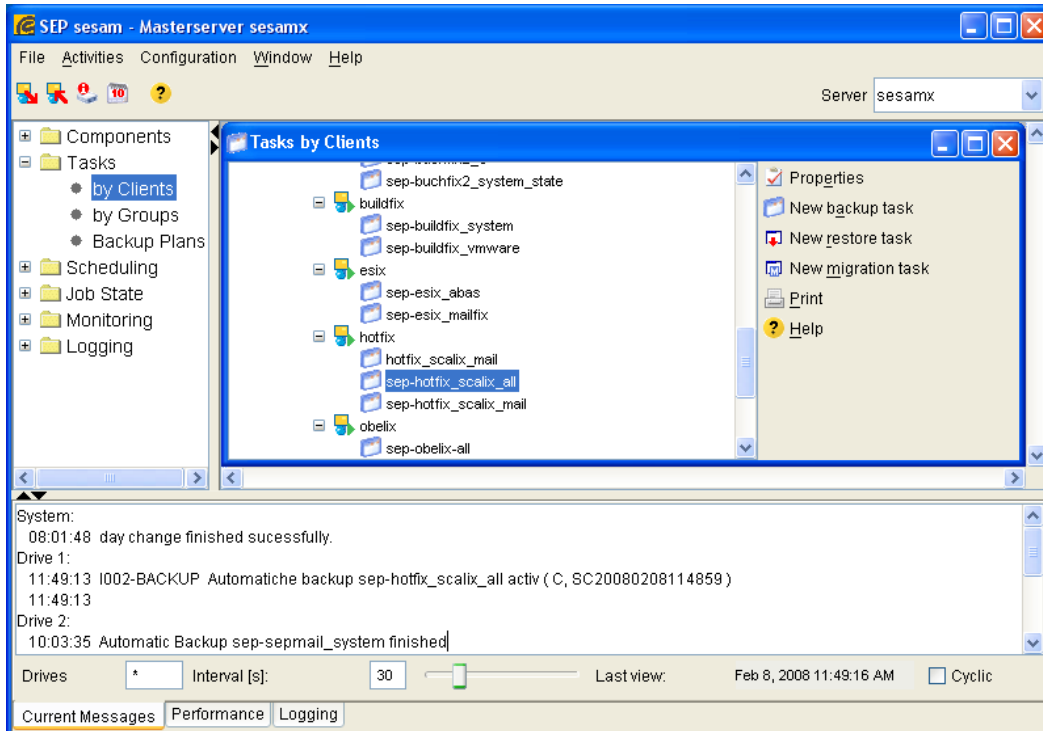 SEP sesam - Masterserver sesamx
File Activities Configuration Window Help
10 ? Server sesamx
Components
Tasks
by Clients
by Groups
Backup Plans
Scheduling
Job State
Monitoring
Logging
Tasks by Clients
sep-buchfix2_system_state
buildfix
sep-buildfix_system
sep-buildfix_vmware
esix
sep-esix_abas
sep-esix_mailfix
hotfix
hotfix_scalix_mail
sep-hotfix_scalix_all
sep-hotfix_scalix_mail
obelix
sep-obelix-all
Properties
New backup task
New restore task
New migration task
Print
? Help
System:
08:01:48 day change finished sucessfully.
Drive 1:
11:49:13 I002-BACKUP Automatiche backup sep-hotfix_scalix_all activ ( C, SC20080208114859 )
11:49:13
Drive 2:
10:03:35 Automatic Backup sep-sepmail_system finished
Drives * Interval [s]: 30 Last view: Feb 8, 2008 11:49:16 AM Cyclic
Current Messages Performance Logging